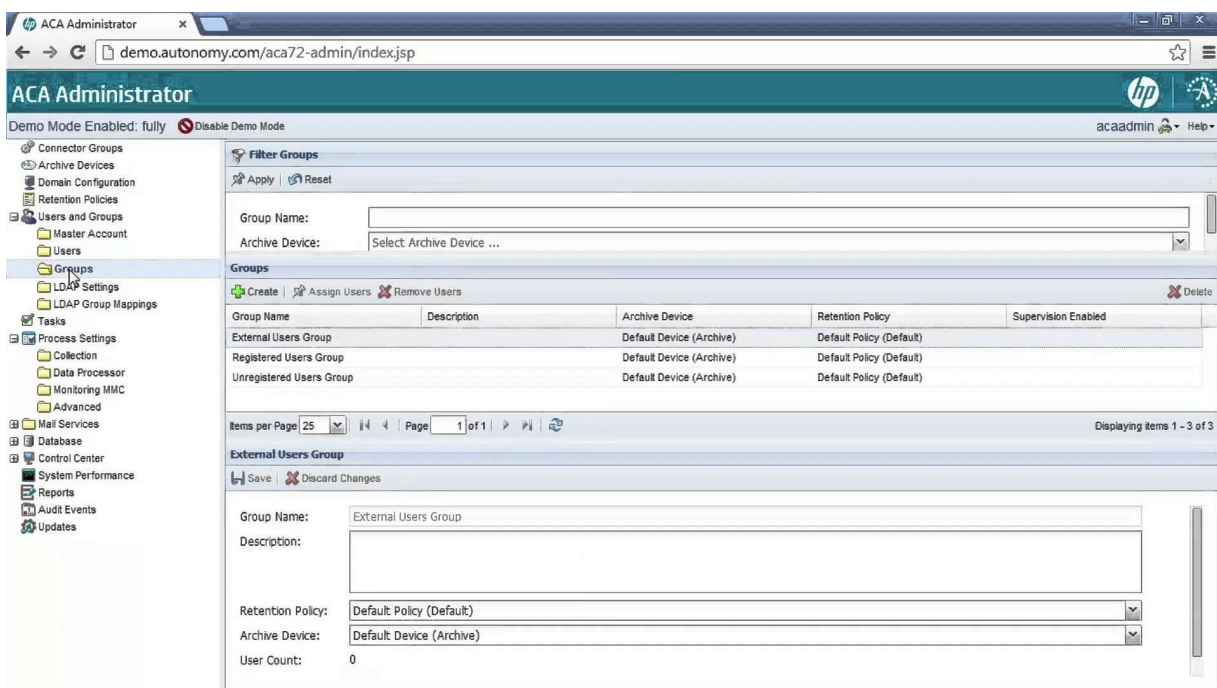 ACA Administrator
demo.autonomy.com/aca72-admin/index.jsp
ACA Administrator
hp
Demo Mode Enabled: fully Disable Demo Mode
acaadmin Help
Connector Groups
Archive Devices
Domain Configuration
Retention Policies
Users and Groups
Master Account
Users
Groups
LDAP Settings
LDAP Group Mappings
Tasks
Process Settings
Collection
Data Processor
Monitoring MMC
Advanced
Mail Services
Database
Control Center
System Performance
Reports
Audit Events
Updates
Filter Groups
Apply Reset
Group Name:
Archive Device: Select Archive Device ...
Groups
Create Assign Users Remove Users Delete
Group Name Description Archive Device Retention Policy Supervision Enabled
External Users Group Default Device (Archive) Default Policy (Default)
Registered Users Group Default Device (Archive) Default Policy (Default)
Unregistered Users Group Default Device (Archive) Default Policy (Default)
Items per Page 25 Page 1 of 1 Displaying items 1 - 3 of 3
External Users Group
Save Discard Changes
Group Name: External Users Group
Description:
Retention Policy: Default Policy (Default)
Archive Device: Default Device (Archive)
User Count: 0